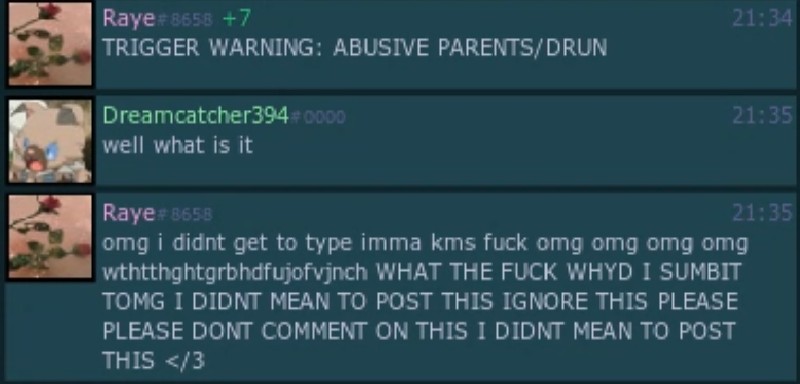 Raye#8658 +7 21:34
TRIGGER WARNING: ABUSIVE PARENTS/DRUN
Dreamcatcher394#0000 21:35
well what is it
Raye#8658 21:35
omg i didnt get to type imma kms fuck omg omg omg omg
wthtthghtgrbhdfujofvjnch WHAT THE FUCK WHYD I SUMBIT
TOMG I DIDNT MEAN TO POST THIS IGNORE THIS PLEASE
PLEASE DONT COMMENT ON THIS I DIDNT MEAN TO POST
THIS </3